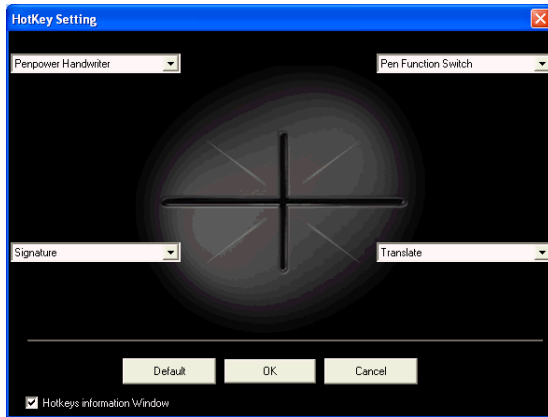 HotKey Setting
Penpower Handwriter
Pen Function Switch
Signature
Translate
Default
OK
Cancel
Hotkeys information Window